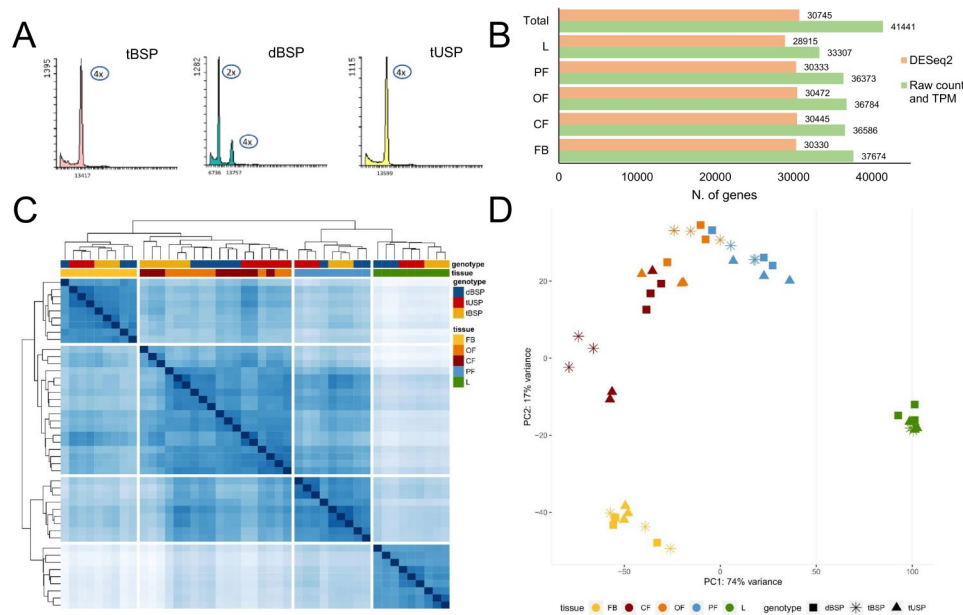 A
tBSP
dBSP
tUSP
1395
4x
13417
1282
2x
4x
6736
13757
1115
4x
13599
B
Total
L
PF
OF
CF
FB
30745
41441
28915
33307
30333
36373
30472
36784
30445
36586
30330
37674
0
10000
20000
30000
40000
N. of genes
DESeq2
Raw count
and TPM
C
genotype
tissue
genotype
dBSP
tUSP
tBSP
tissue
FB
OF
CF
PF
L
D
PC2: 17% variance
20
0
−20
−40
−50
0
50
100
PC1: 74% variance
tissue FB CF OF PF L genotype dBSP tBSP tUSP